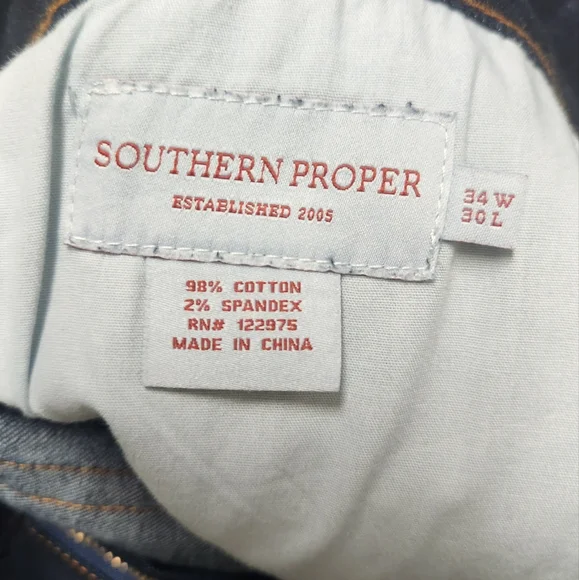 SOUTHERN PROPER
ESTABLISHED 2005
34 W
30 L
98% COTTON
2% SPANDEX
RN# 122975
MADE IN CHINA